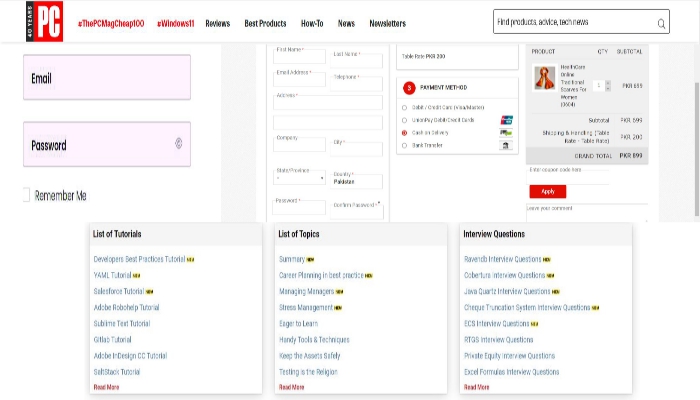 40 YEARS
PC
#ThePCMagCheap100
#Windows11
Reviews
Best Products
How-To
News
Newsletters
Find products, advice, tech news
Email
Password
Remember Me
First Name *
Last Name *
Email Address *
Telephone *
Address *
Company
City *
State/Province
Country *
Pakistan
Password *
Confirm Password *
Table Rate PKR 200
3
PAYMENT METHOD
Debit / Credit Card (Visa/Master)
UnionPay Debit/Credit Cards
Cash on Delivery
Bank Transfer
PRODUCT QTY SUBTOTAL
HealthCare
Online
Traditional
Scarves For
Women
1
PKR 699
Subtotal PKR 699
Shipping & Handling (Table
Rate - Table Rate) PKR 200
GRAND TOTAL PKR 899
Enter coupon code here
Apply
Leave your comment
List of Tutorials
Developers Best Practices Tutorial NEW
YAML Tutorial NEW
Salesforce Tutorial NEW
Adobe Robohelp Tutorial
Sublime Text Tutorial
Gitlab Tutorial
Adobe InDesign CC Tutorial
SaltStack Tutorial
Read More
List of Topics
Summary NEW
Career Planning in best practice NEW
Managing Managers NEW
Stress Management NEW
Eager to Learn
Handy Tools & Techniques
Keep the Assets Safely
Testing is the Religion
Read More
Interview Questions
Ravendb Interview Questions NEW
Cobertura Interview Questions NEW
Java Quartz Interview Questions NEW
Cheque Truncation System Interview Questions NEW
ECS Interview Questions NEW
RTGS Interview Questions
Private Equity Interview Questions
Excel Formulas Interview Questions
Read More